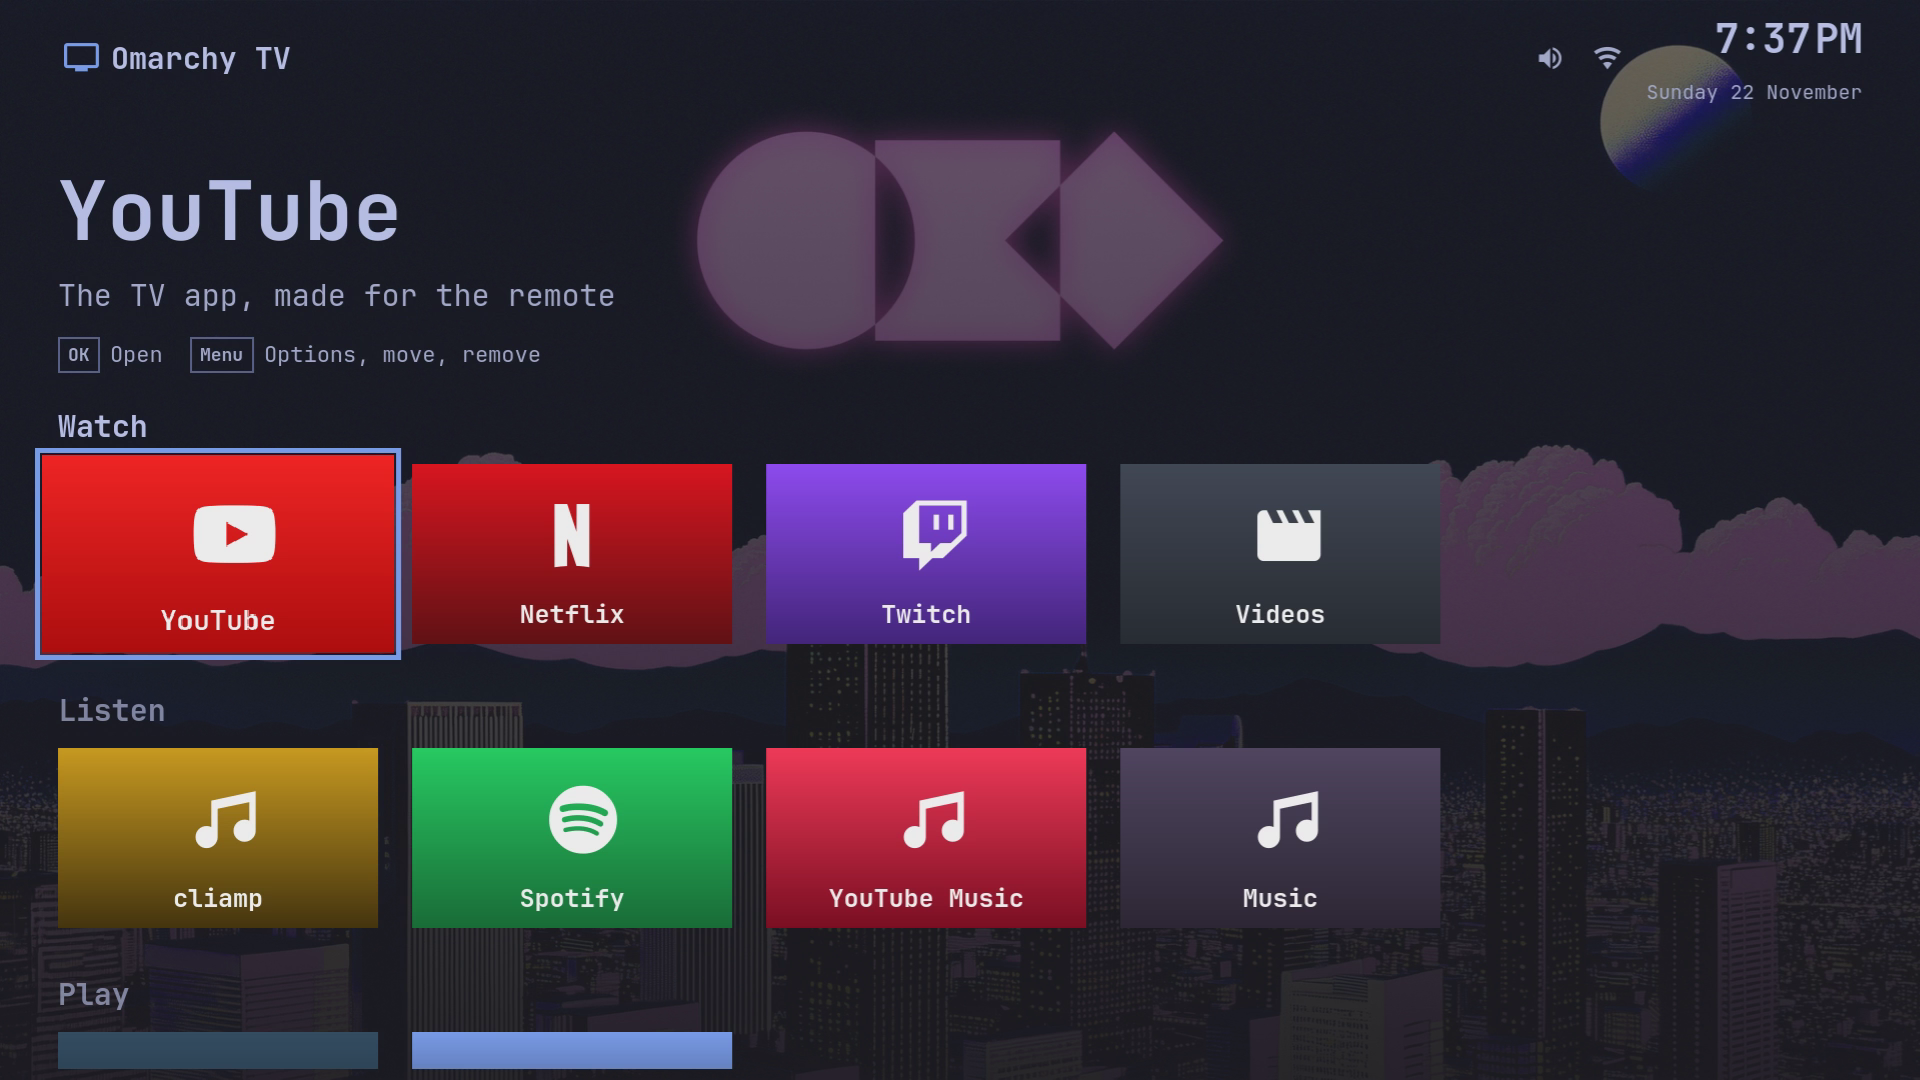 Omarchy TV
7:37PM
Sunday 22 November
YouTube
The TV app, made for the remote
OK Open Menu Options, move, remove
Watch
YouTube
Netflix
Twitch
Videos
Listen
cliamp
Spotify
YouTube Music
Music
Play